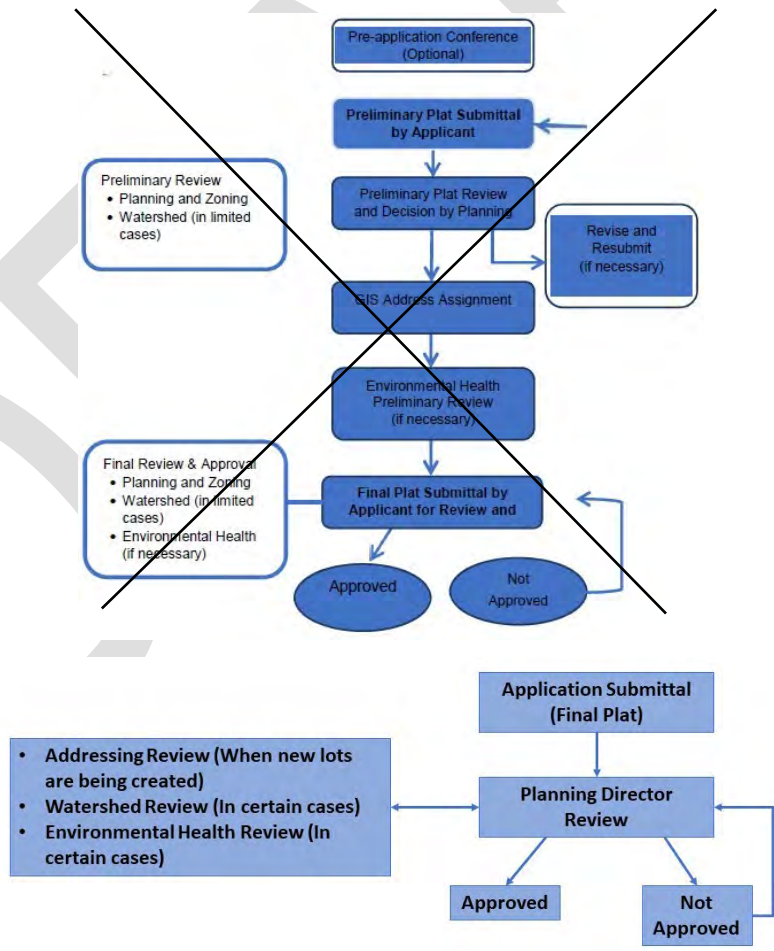 Pre-application Conference
(Optional)
Preliminary Plat Submittal
by Applicant
Preliminary Review
• Planning and Zoning
• Watershed (in limited
cases)
Preliminary Plat Review
and Decision by Planning
Revise and
Resubmit
(if necessary)
GIS Address Assignment
Environmental Health
Preliminary Review
(if necessary)
Final Review & Approval
• Planning and Zoning
• Watershed (in limited
cases)
• Environmental Health
(if necessary)
Final Plat Submittal by
Applicant for Review and
Approved
Not
Approved
Application Submittal
(Final Plat)
• Addressing Review (When new lots
are being created)
• Watershed Review (In certain cases)
• Environmental Health Review (In
certain cases)
Planning Director
Review
Approved
Not
Approved